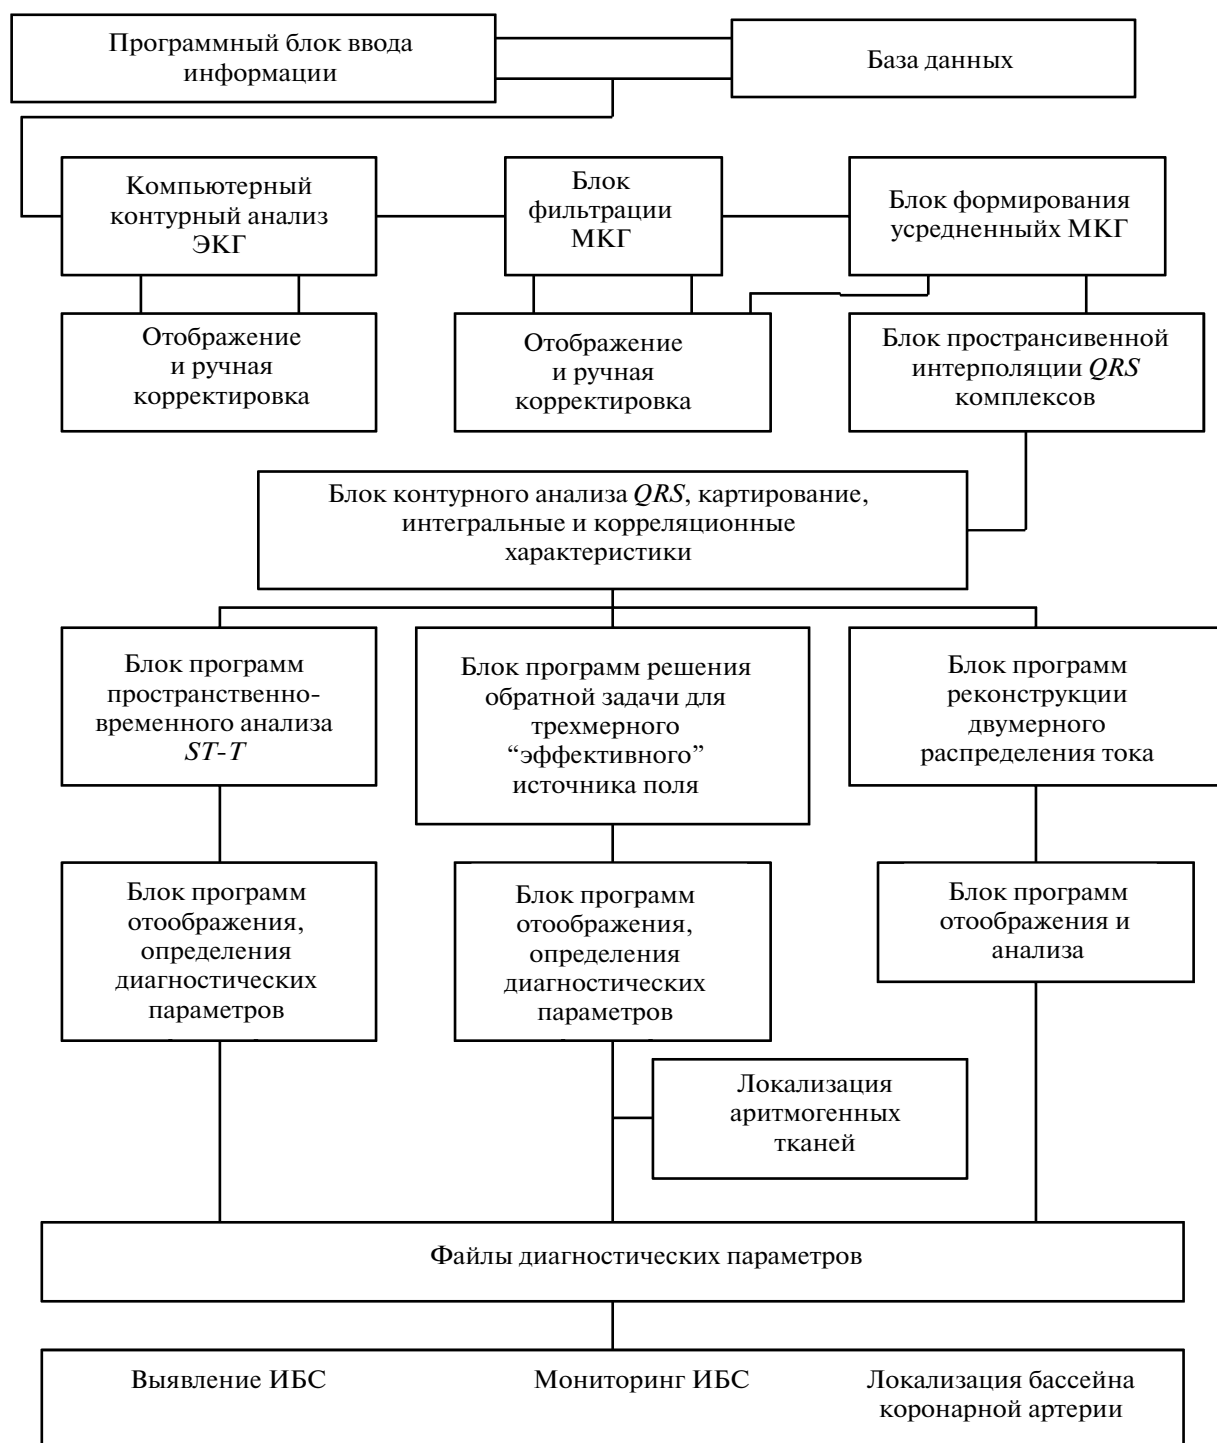 Программный блок ввода
информации
База данных
Компьютерный
контурный анализ
ЭКГ
Блок
фильтрации
МКГ
Блок формирования
усредненныйх МКГ
Отображение
и ручная
корректировка
Отображение
и ручная
корректировка
Блок пространсивенной
интерполяции QRS
комплексов
Блок контурного анализа QRS, картирование,
интегральные и корреляционные
характеристики
Блок программ
пространственно-
временного анализа
ST-T
Блок программ решения
обратной задачи для
трехмерного
“эффективного”
источника поля
Блок программ
реконструкции
двумерного
распределения тока
Блок программ
отоображения,
определения
диагностических
параметров
Блок программ
отоображения,
определения
диагностических
параметров
Блок программ
отоображения и
анализа
Локализация
аритмогенных
тканей
Файлы диагностических параметров
Выявление ИБС
Мониторинг ИБС
Локализация бассейна
коронарной артерии